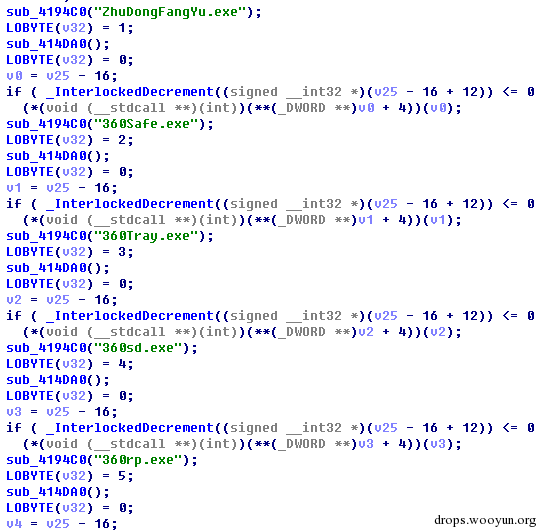 sub_4194C0("ZhuDongFangYu.exe");
LOBYTE(v32) = 1;
sub_414DA0();
LOBYTE(v32) = 0;
v0 = v25 - 16;
if ( _InterlockedDecrement((signed __int32 *)(v25 - 16 + 12)) <= 0
(*(void (__stdcall **)(int))(**(_DWORD **)v0 + 4))(v0);
sub_4194C0("360Safe.exe");
LOBYTE(v32) = 2;
sub_414DA0();
LOBYTE(v32) = 0;
v1 = v25 - 16;
if ( _InterlockedDecrement((signed __int32 *)(v25 - 16 + 12)) <= 0
(*(void (__stdcall **)(int))(**(_DWORD **)v1 + 4))(v1);
sub_4194C0("360Tray.exe");
LOBYTE(v32) = 3;
sub_414DA0();
LOBYTE(v32) = 0;
v2 = v25 - 16;
if ( _InterlockedDecrement((signed __int32 *)(v25 - 16 + 12)) <= 0
(*(void (__stdcall **)(int))(**(_DWORD **)v2 + 4))(v2);
sub_4194C0("360sd.exe");
LOBYTE(v32) = 4;
sub_414DA0();
LOBYTE(v32) = 0;
v3 = v25 - 16;
if ( _InterlockedDecrement((signed __int32 *)(v25 - 16 + 12)) <= 0
(*(void (__stdcall **)(int))(**(_DWORD **)v3 + 4))(v3);
sub_4194C0("360rp.exe");
LOBYTE(v32) = 5;
sub_414DA0();
LOBYTE(v32) = 0;
v4 = v25 - 16;
drops.wooyun.org